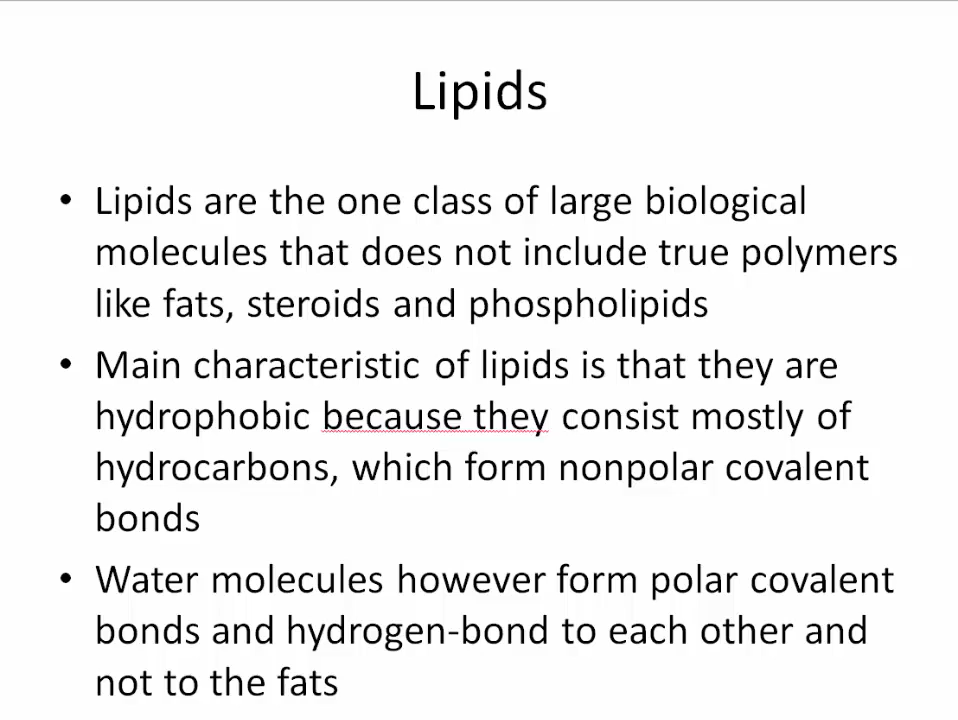 Lipids
• Lipids are the one class of large biological
molecules that does not include true polymers
like fats, steroids and phospholipids
• Main characteristic of lipids is that they are
hydrophobic because they consist mostly of
hydrocarbons, which form nonpolar covalent
bonds
• Water molecules however form polar covalent
bonds and hydrogen-bond to each other and
not to the fats